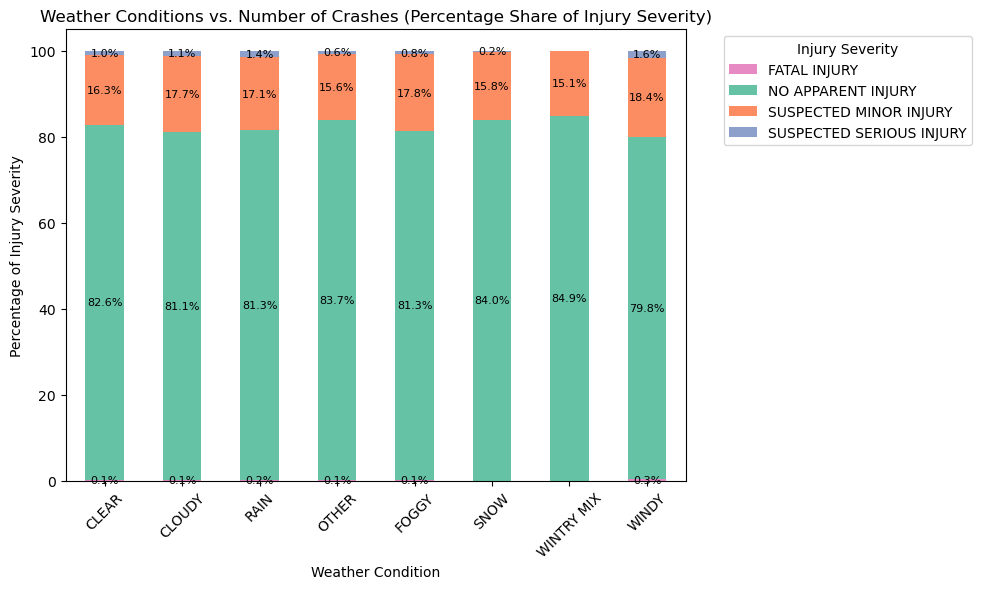 Weather Conditions vs. Number of Crashes (Percentage Share of Injury Severity)
Injury Severity
FATAL INJURY
NO APPARENT INJURY
SUSPECTED MINOR INJURY
SUSPECTED SERIOUS INJURY
Percentage of Injury Severity
100
80
60
40
20
0
1.0% 1.1% 1.4% 0.6% 0.8% 0.2% 1.6%
16.3% 17.7% 17.1% 15.6% 17.8% 15.8% 15.1% 18.4%
82.6% 81.1% 81.3% 83.7% 81.3% 84.0% 84.9% 79.8%
0.1% 0.1% 0.2% 0.1% 0.1% 0.3%
CLEAR CLOUDY RAIN OTHER FOGGY SNOW WINTRY MIX WINDY
Weather Condition